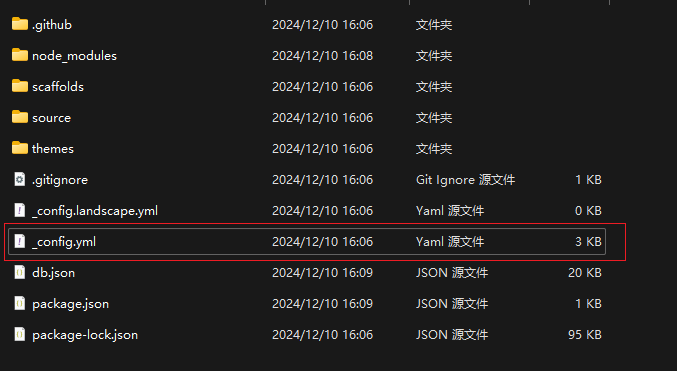 .github 2024/12/10 16:06 文件夹
node_modules 2024/12/10 16:08 文件夹
scaffolds 2024/12/10 16:06 文件夹
source 2024/12/10 16:06 文件夹
themes 2024/12/10 16:06 文件夹
.gitignore 2024/12/10 16:06 Git Ignore 源文件 1 KB
_config.landscape.yml 2024/12/10 16:06 Yaml 源文件 0 KB
_config.yml 2024/12/10 16:06 Yaml 源文件 3 KB
db.json 2024/12/10 16:09 JSON 源文件 20 KB
package.json 2024/12/10 16:09 JSON 源文件 1 KB
package-lock.json 2024/12/10 16:06 JSON 源文件 95 KB